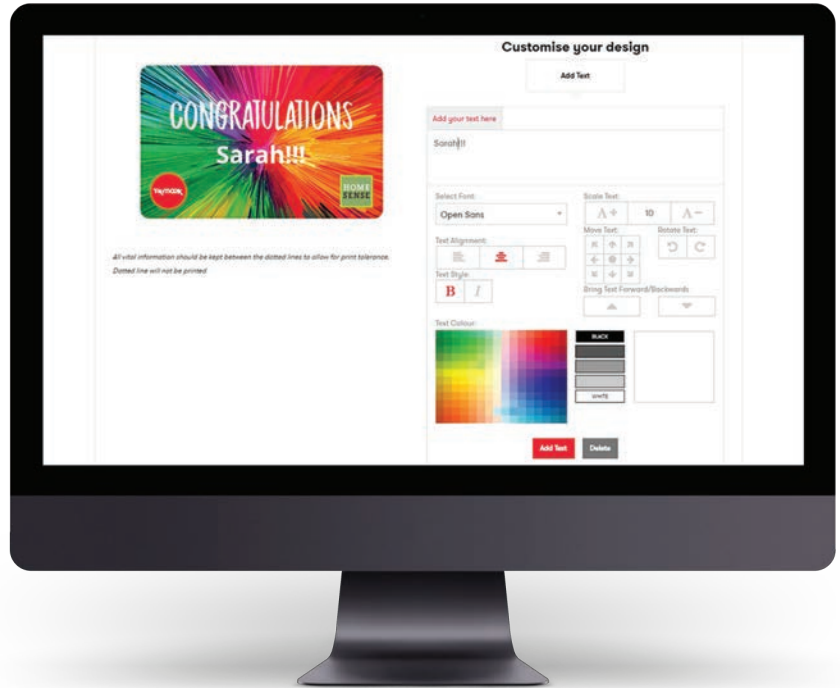 Customise your design
Add Text
CONGRATULATIONS
Sarah!!!
TK MAXX
HOME
SENSE
All vital information should be kept between the dotted lines to allow for print tolerance.
Dotted line will not be printed
Add your text here
Sarah!!!
Select Font:
Open Sans
Scale Text:
A+ 10 A-
Text Alignment:
Move Text:
Rotate Text:
Text Style:
B I
Bring Text Forward/Backwards
Text Colour:
BLACK
WHITE
Add Text
Delete